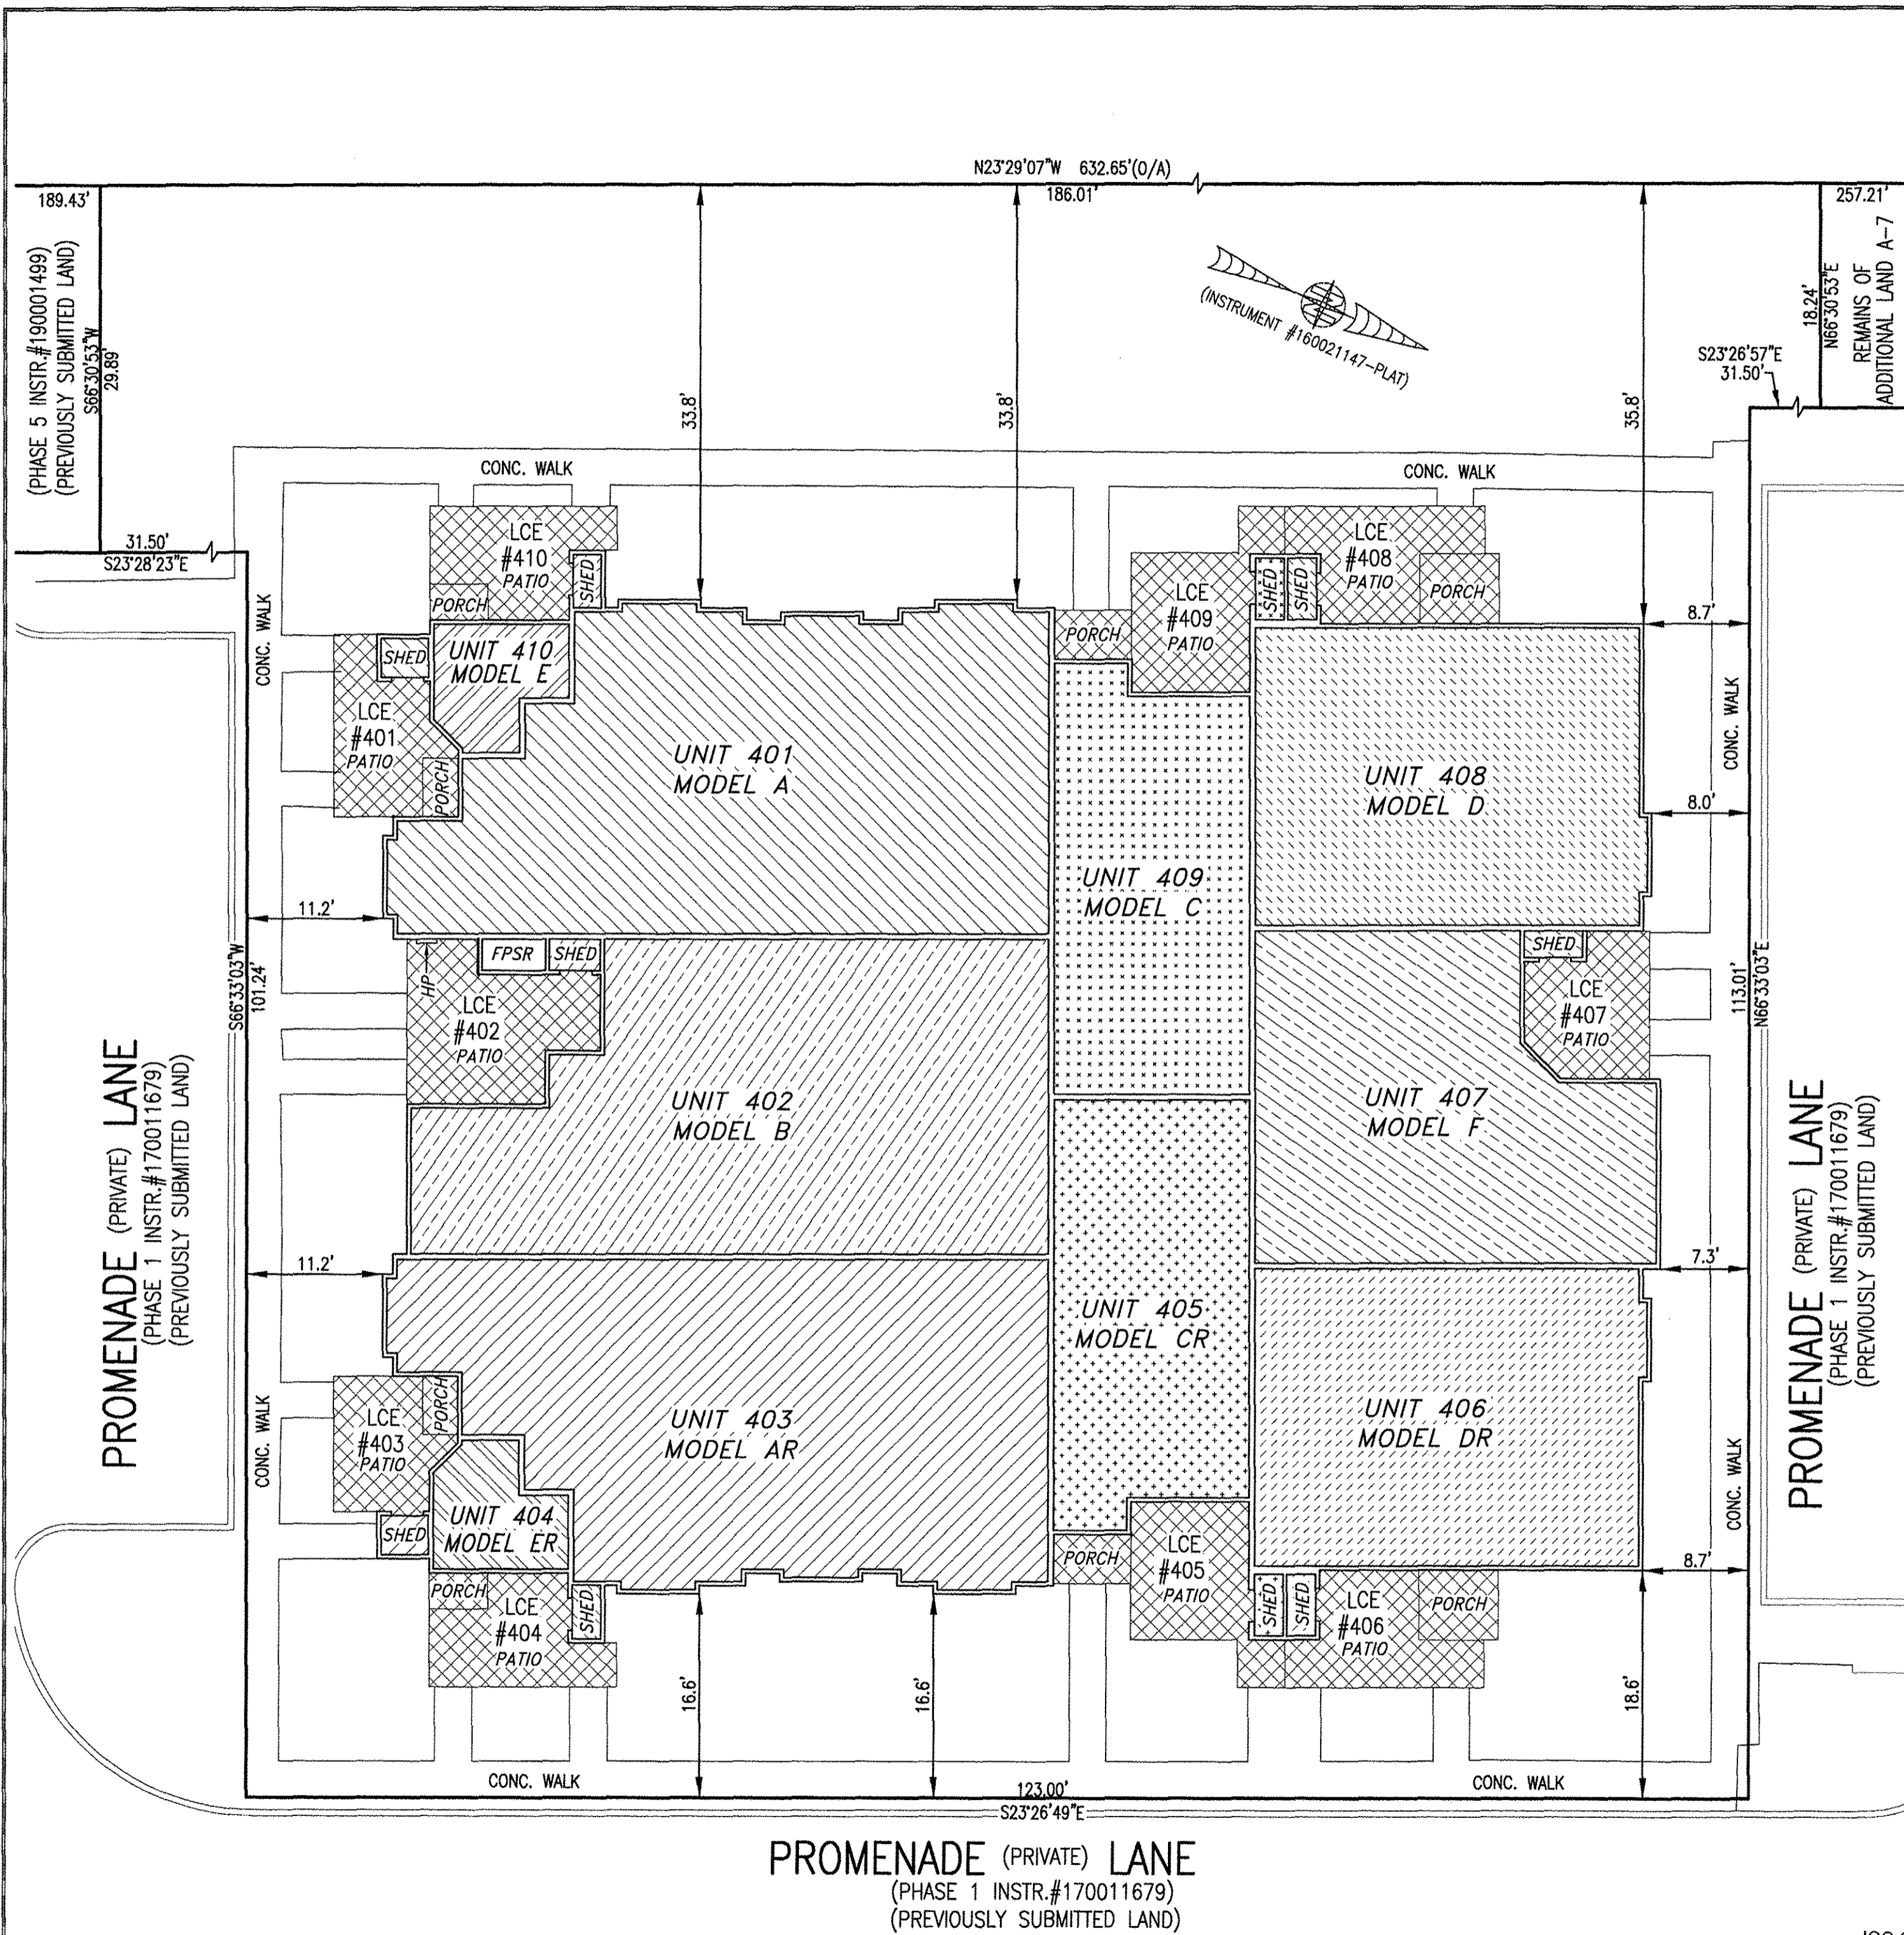 N23°29'07"W 632.65'(O/A)
186.01'
189.43'
257.21'
(PHASE 5 INSTR.#190001499)
(PREVIOUSLY SUBMITTED LAND)
S66°30'53"W
29.89'
31.50'
S23°28'23"E
33.8'
33.8'
35.8'
(INSTRUMENT #160021147-PLAT)
18.24'
N66°30'53"E
REMAINS OF
ADDITIONAL LAND A-7
S23°26'57"E
31.50'
CONC. WALK
CONC. WALK
LCE
#410
PATIO
SHED
PORCH
UNIT 410
MODEL E
SHED
LCE
#401
PATIO
PORCH
CONC. WALK
UNIT 401
MODEL A
PORCH
LCE
#409
PATIO
SHED
SHED
LCE
#408
PATIO
PORCH
8.7'
UNIT 408
MODEL D
CONC. WALK
8.0'
UNIT 409
MODEL C
11.2'
S66°33'03"W
101.24'
HP
FPSR
SHED
LCE
#402
PATIO
UNIT 402
MODEL B
SHED
LCE
#407
PATIO
UNIT 407
MODEL F
113.01'
N66°33'03"E
PROMENADE (PRIVATE) LANE
(PHASE 1 INSTR.#170011679)
(PREVIOUSLY SUBMITTED LAND)
PROMENADE (PRIVATE) LANE
(PHASE 1 INSTR.#170011679)
(PREVIOUSLY SUBMITTED LAND)
11.2'
7.3'
UNIT 405
MODEL CR
CONC. WALK
LCE
#403
PATIO
PORCH
UNIT 403
MODEL AR
UNIT 406
MODEL DR
CONC. WALK
SHED
UNIT 404
MODEL ER
PORCH
LCE
#404
PATIO
SHED
PORCH
LCE
#405
PATIO
SHED
SHED
LCE
#406
PATIO
PORCH
8.7'
16.6'
16.6'
18.6'
CONC. WALK
CONC. WALK
123.00'
S23°26'49"E
PROMENADE (PRIVATE) LANE
(PHASE 1 INSTR.#170011679)
(PREVIOUSLY SUBMITTED LAND)